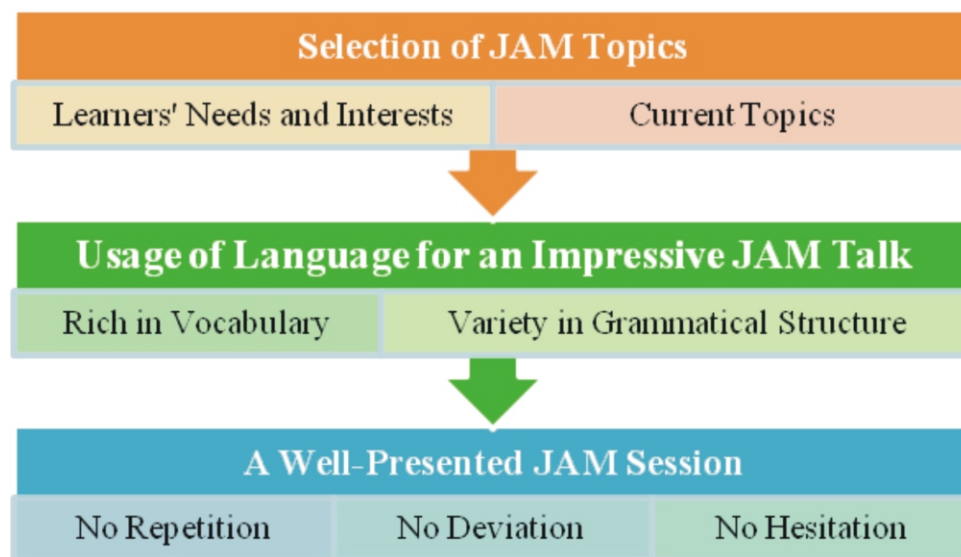 Selection of JAM Topics
Learners' Needs and Interests
Current Topics
Usage of Language for an Impressive JAM Talk
Rich in Vocabulary
Variety in Grammatical Structure
A Well-Presented JAM Session
No Repetition
No Deviation
No Hesitation